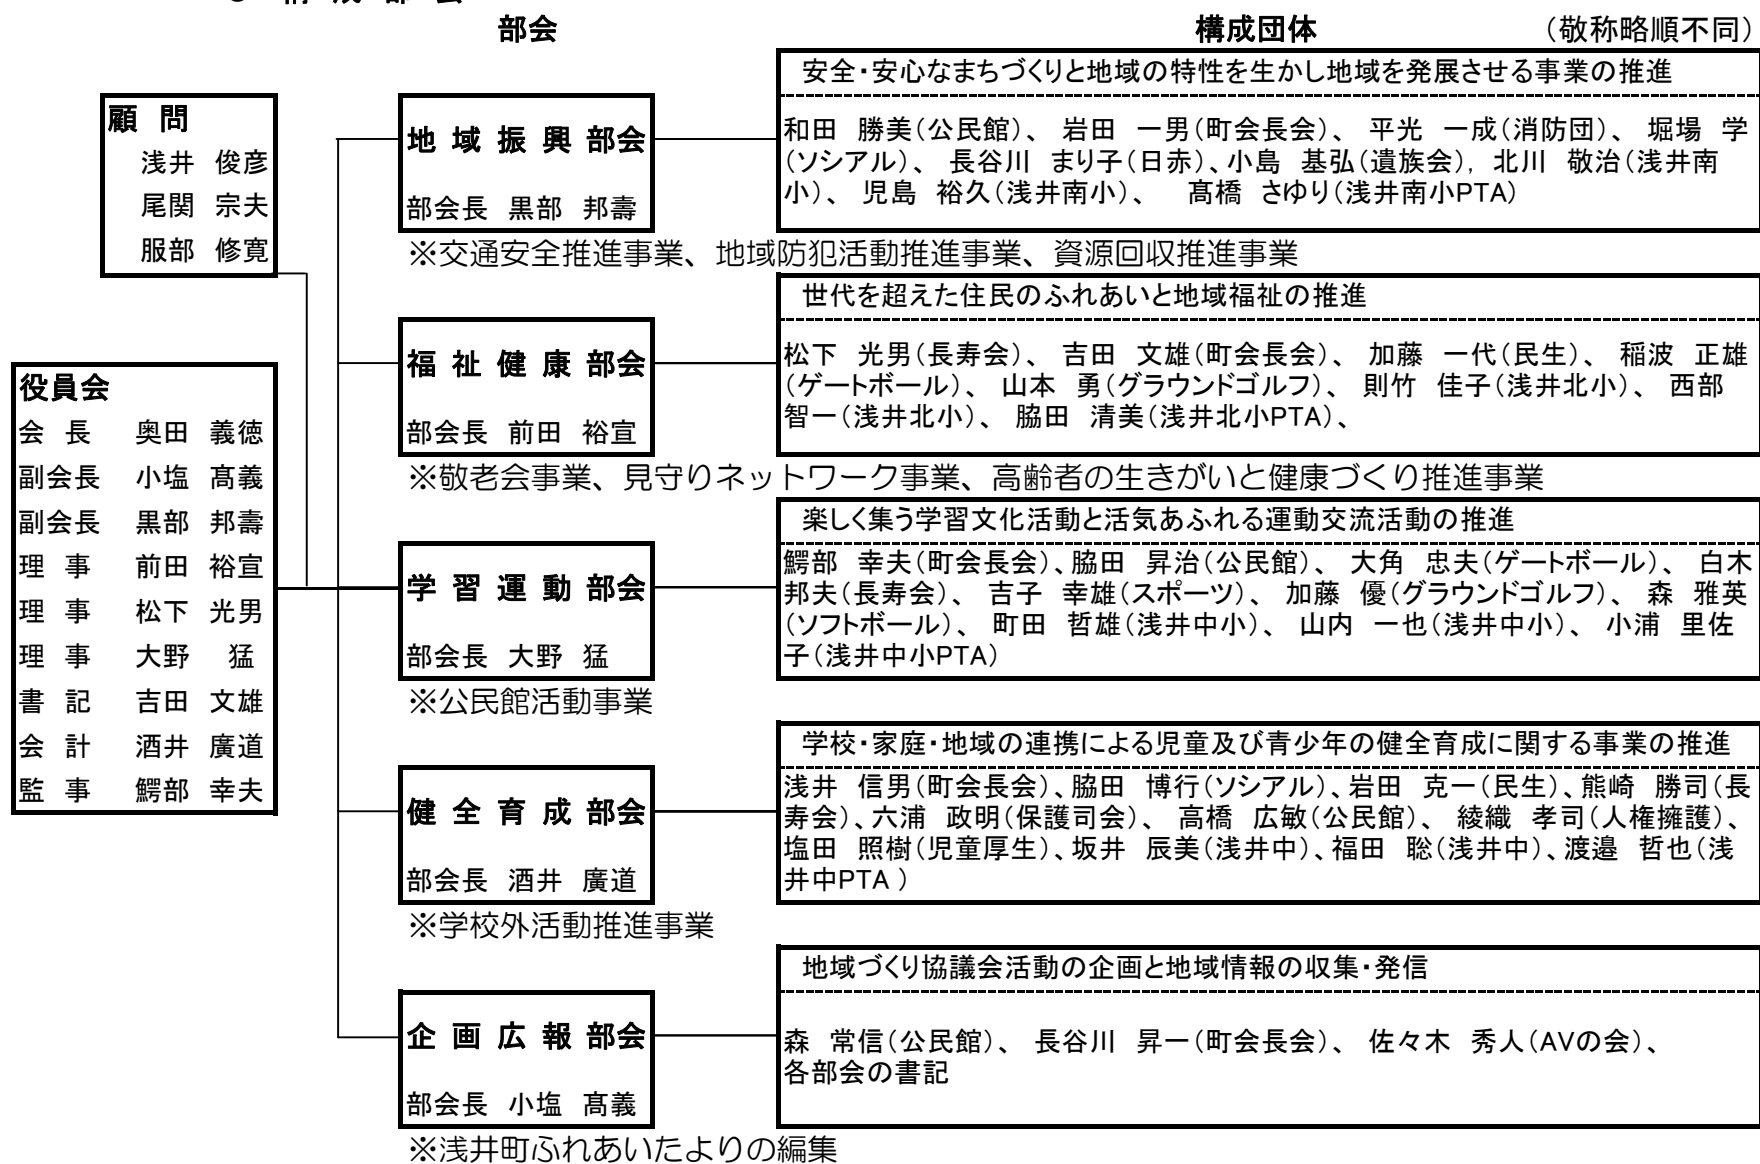 構 成 部 会
部会
構成団体
（敬称略順不同）
顧 問
浅井 俊彦
尾関 宗夫
服部 修寛
役員会
会 長 奥田 義徳
副会長 小塩 髙義
副会長 黒部 邦壽
理 事 前田 裕宣
理 事 松下 光男
理 事 大野 猛
書 記 吉田 文雄
会 計 酒井 廣道
監 事 鰐部 幸夫
地 域 振 興 部会
部会長 黒部 邦壽
安全・安心なまちづくりと地域の特性を生かし地域を発展させる事業の推進
和田 勝美（公民館）、 岩田 一男（町会長会）、 平光 一成（消防団）、 堀場 学
（ソシアル）、 長谷川 まり子（日赤）、小島 基弘（遺族会）, 北川 敬治（浅井南
小）、 児島 裕久（浅井南小）、 髙橋 さゆり（浅井南小PTA）
※交通安全推進事業、地域防犯活動推進事業、資源回収推進事業
福 祉 健 康 部会
部会長 前田 裕宣
世代を超えた住民のふれあいと地域福祉の推進
松下 光男（長寿会）、 吉田 文雄（町会長会）、 加藤 一代（民生）、 稲波 正雄
（ゲートボール）、 山本 勇（グラウンドゴルフ）、 則竹 佳子（浅井北小）、 西部
智一（浅井北小）、 脇田 清美（浅井北小PTA）、
※敬老会事業、見守りネットワーク事業、高齢者の生きがいと健康づくり推進事業
学 習 運 動 部会
部会長 大野 猛
楽しく集う学習文化活動と活気あふれる運動交流活動の推進
鰐部 幸夫（町会長会）、脇田 昇治（公民館）、 大角 忠夫（ゲートボール）、 白木
邦夫（長寿会）、 吉子 幸雄（スポーツ）、 加藤 優（グラウンドゴルフ）、 森 雅英
（ソフトボール）、 町田 哲雄（浅井中小）、 山内 一也（浅井中小）、 小浦 里佐
子（浅井中小PTA）
※公民館活動事業
健 全 育 成 部会
部会長 酒井 廣道
学校・家庭・地域の連携による児童及び青少年の健全育成に関する事業の推進
浅井 信男（町会長会）、脇田 博行（ソシアル）、岩田 克一（民生）、熊崎 勝司（長
寿会）、六浦 政明（保護司会）、 高橋 広敏（公民館）、 綾織 孝司（人権擁護）、
塩田 照樹（児童厚生）、坂井 辰美（浅井中）、福田 聡（浅井中）、渡邉 哲也（浅
井中PTA ）
※学校外活動推進事業
企 画 広 報 部会
部会長 小塩 髙義
地域づくり協議会活動の企画と地域情報の収集・発信
森 常信（公民館）、 長谷川 昇一（町会長会）、 佐々木 秀人（AVの会）、
各部会の書記
※浅井町ふれあいたよりの編集